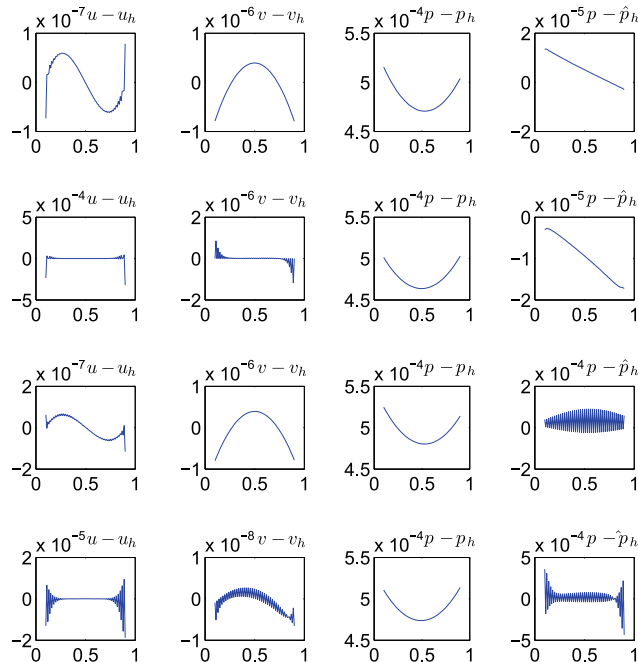 x 10⁻⁷ u − u_h x 10⁻⁶ v − v_h x 10⁻⁴ p − p_h x 10⁻⁵ p − p̂_h
1 1 5.5 2
0 0 5 0
−1 −1 4.5 −2
0 0.5 1 0 0.5 1 0 0.5 1 0 0.5 1
x 10⁻⁴ u − u_h x 10⁻⁶ v − v_h x 10⁻⁴ p − p_h x 10⁻⁵ p − p̂_h
5 2 5.5 0
0 0 5 −1
−5 −2 4.5 −2
0 0.5 1 0 0.5 1 0 0.5 1 0 0.5 1
x 10⁻⁷ u − u_h x 10⁻⁶ v − v_h x 10⁻⁴ p − p_h x 10⁻⁴ p − p̂_h
2 1 5.5 1
0 0 5 0
−2 −1 4.5 −1
0 0.5 1 0 0.5 1 0 0.5 1 0 0.5 1
x 10⁻⁵ u − u_h x 10⁻⁸ v − v_h x 10⁻⁴ p − p_h x 10⁻⁴ p − p̂_h
2 1 5.5 5
0 0 5 0
−2 −1 4.5 −5
0 0.5 1 0 0.5 1 0 0.5 1 0 0.5 1